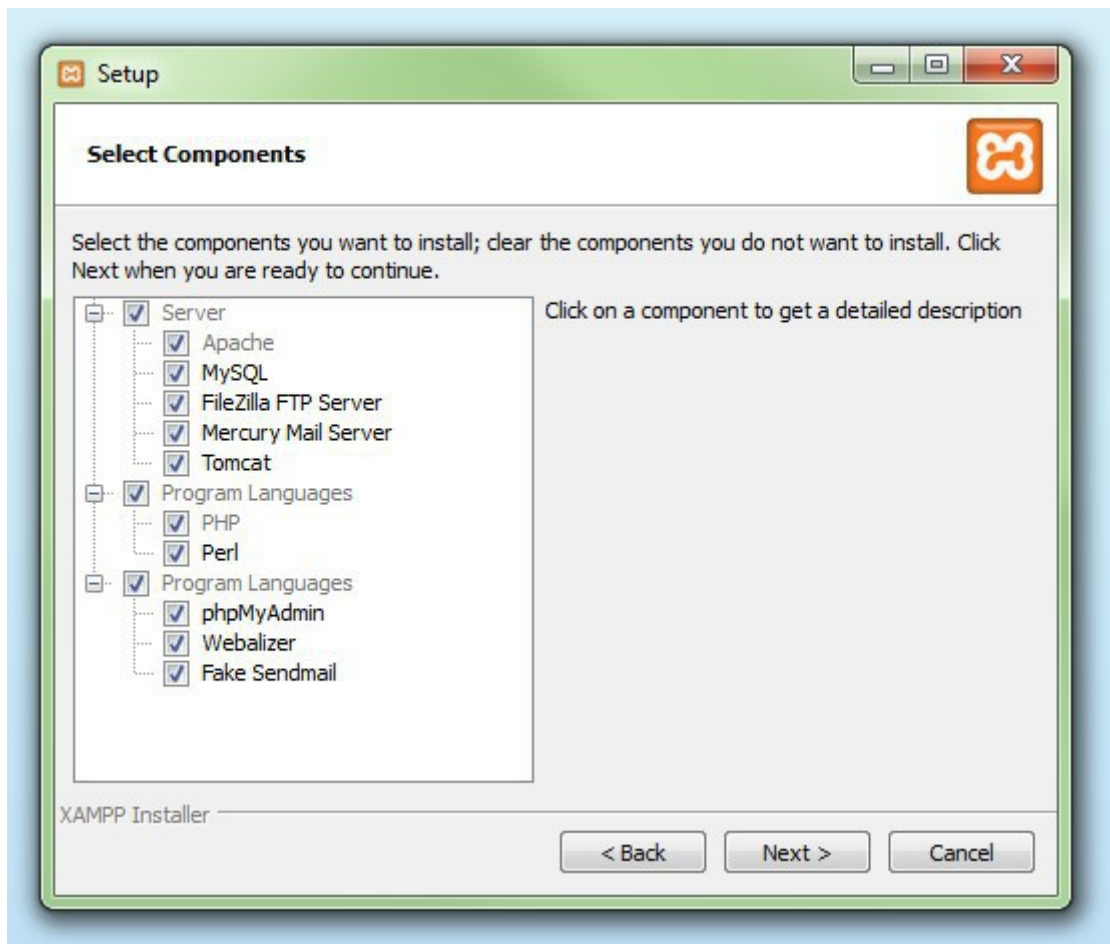 Setup
Select Components
Select the components you want to install; clear the components you do not want to install. Click
Next when you are ready to continue.
Server
Apache
MySQL
FileZilla FTP Server
Mercury Mail Server
Tomcat
Program Languages
PHP
Perl
Program Languages
phpMyAdmin
Webalizer
Fake Sendmail
Click on a component to get a detailed description
XAMPP Installer
< Back
Next >
Cancel